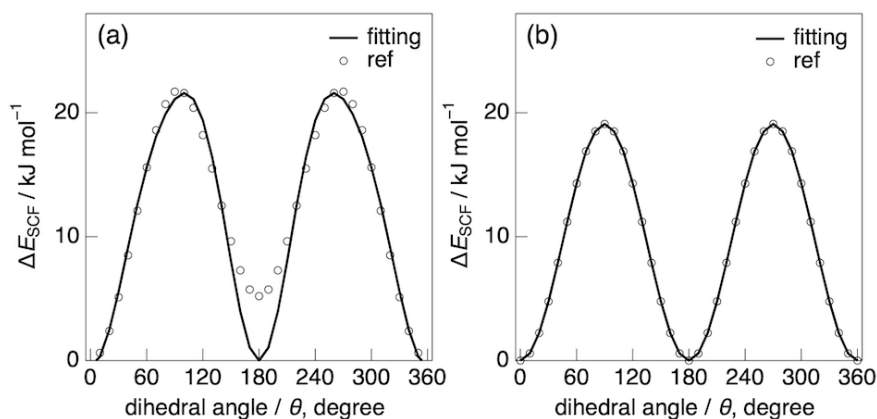 (a)
fitting
ref
20
10
0
ΔE_SCF / kJ mol⁻¹
0 60 120 180 240 300 360
dihedral angle / θ, degree
(b)
fitting
ref
20
10
0
ΔE_SCF / kJ mol⁻¹
0 60 120 180 240 300 360
dihedral angle / θ, degree